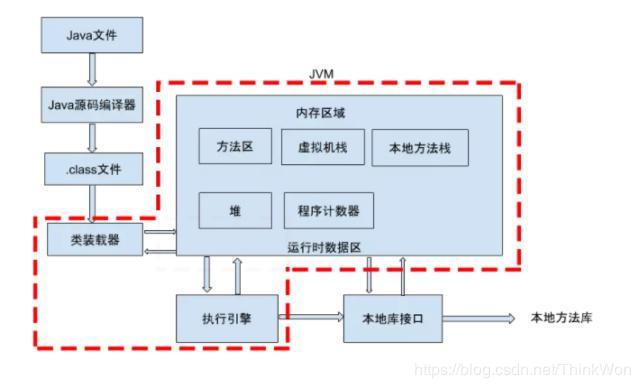 Java文件
JVM
Java源码编译器
内存区域
方法区
虚拟机栈
本地方法栈
.class文件
堆
程序计数器
类装载器
运行时数据区
执行引擎
本地库接口
本地方法库
https://blog.csdn.net/ThinkWon